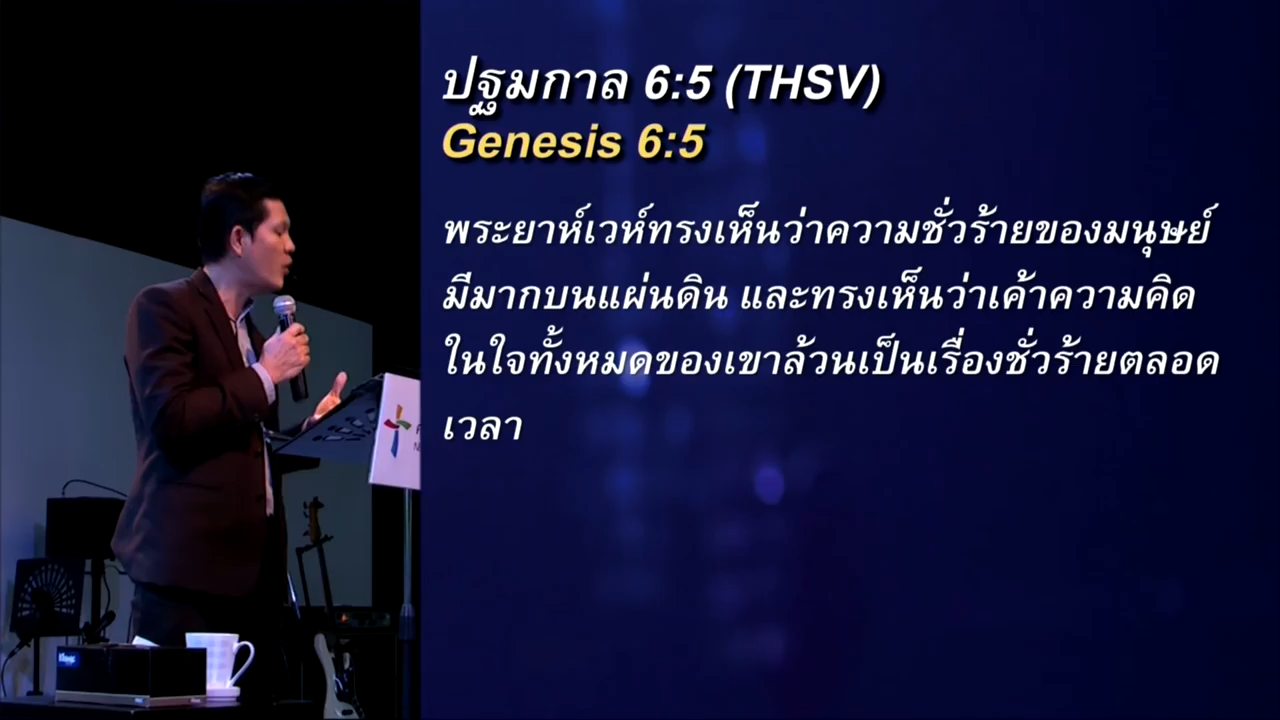 ปฐมกาล 6:5 (THSV)
Genesis 6:5
พระยาห์เวห์ทรงเห็นว่าความชั่วร้ายของมนุษย์
มีมากบนแผ่นดิน และทรงเห็นว่าเค้าความคิด
ในใจทั้งหมดของเขาล้วนเป็นเรื่องชั่วร้ายตลอด
เวลา